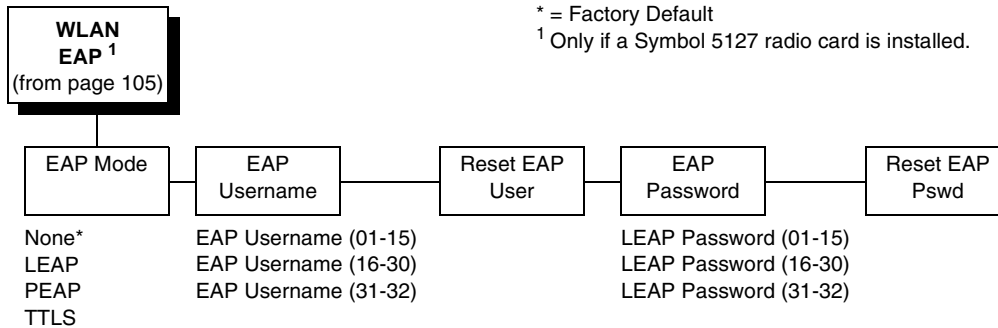 WLAN
EAP 1
(from page 105)
* = Factory Default
1 Only if a Symbol 5127 radio card is installed.
EAP Mode
EAP
Username
Reset EAP
User
EAP
Password
Reset EAP
Pswd
None*
LEAP
PEAP
TTLS
EAP Username (01-15)
EAP Username (16-30)
EAP Username (31-32)
LEAP Password (01-15)
LEAP Password (16-30)
LEAP Password (31-32)